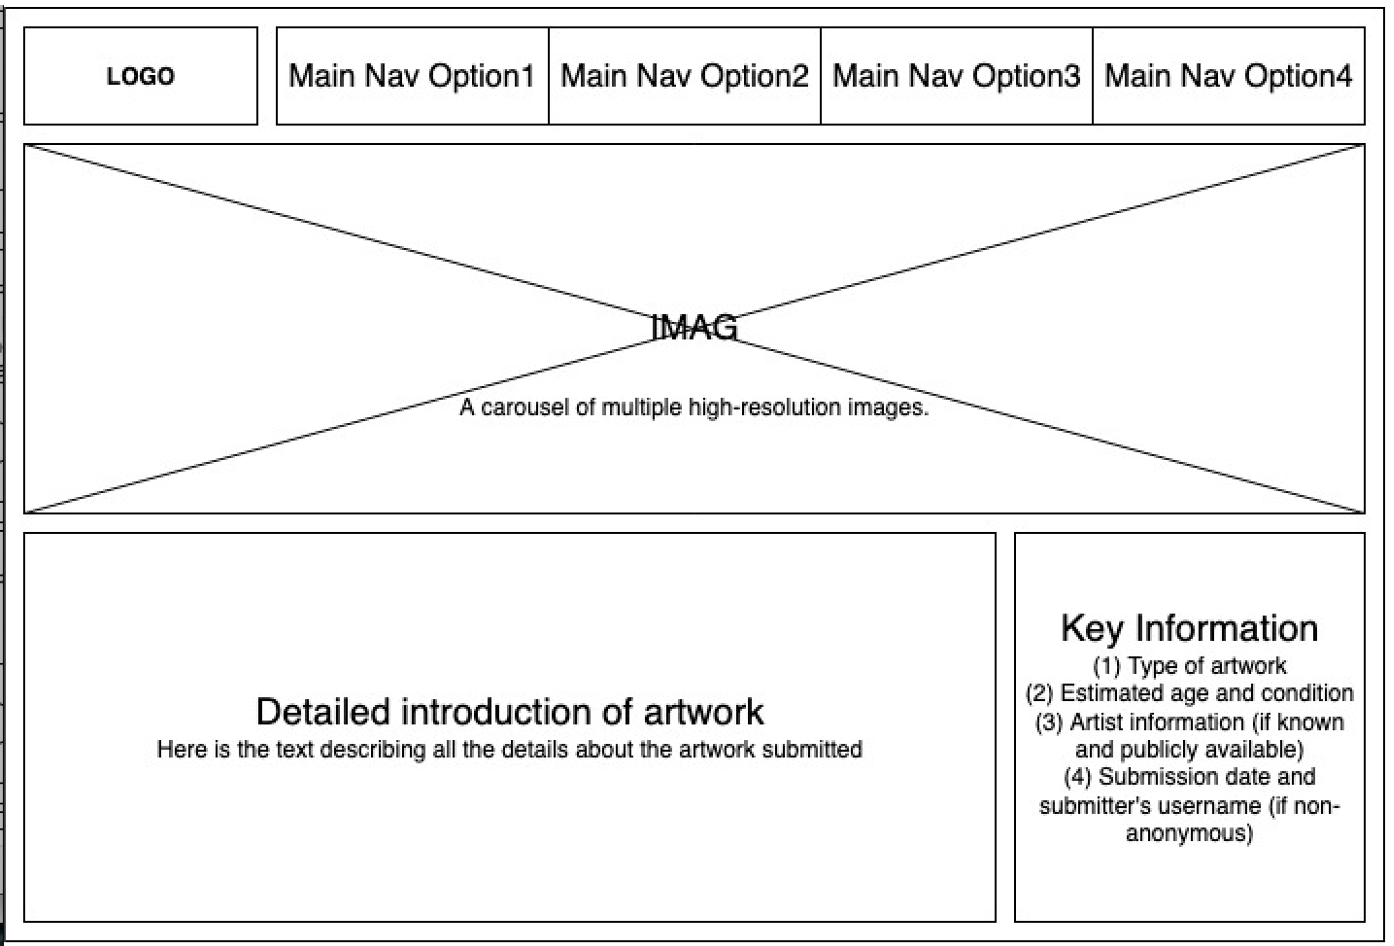 LOGO
Main Nav Option1
Main Nav Option2
Main Nav Option3
Main Nav Option4
IMAG
A carousel of multiple high-resolution images.
Detailed introduction of artwork
Here is the text describing all the details about the artwork submitted
Key Information
(1) Type of artwork
(2) Estimated age and condition
(3) Artist information (if known
and publicly available)
(4) Submission date and
submitter's username (if non-
anonymous)